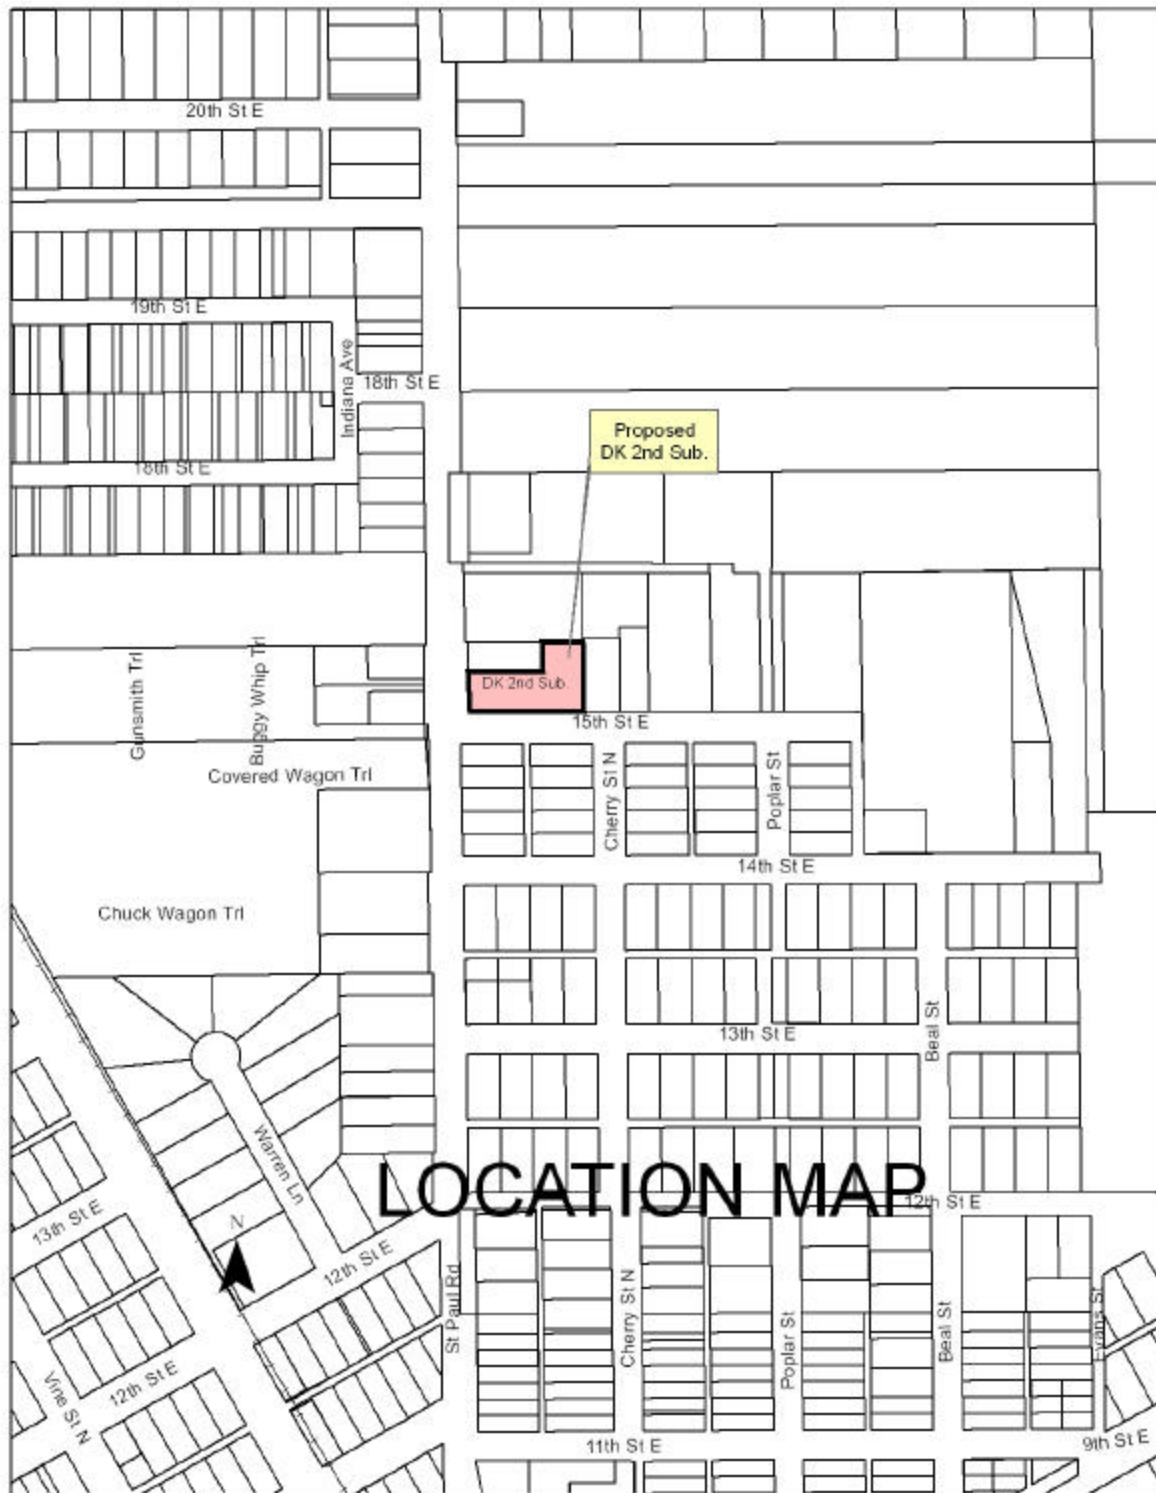 20th St E
19th St E
Indiana Ave
18th St E
Proposed
DK 2nd Sub.
18th St E
Gunsmith Trl
Buggy Whip Trl
DK 2nd Sub.
15th St E
Covered Wagon Trl
Cherry St N
Poplar St
14th St E
Chuck Wagon Trl
13th St E
Beal St
Warren Ln
LOCATION MAP
12th St E
13th St E
N
12th St E
St Paul Rd
Cherry St N
Poplar St
Beal St
Evans St
12th St E
Vine St N
11th St E
9th St E